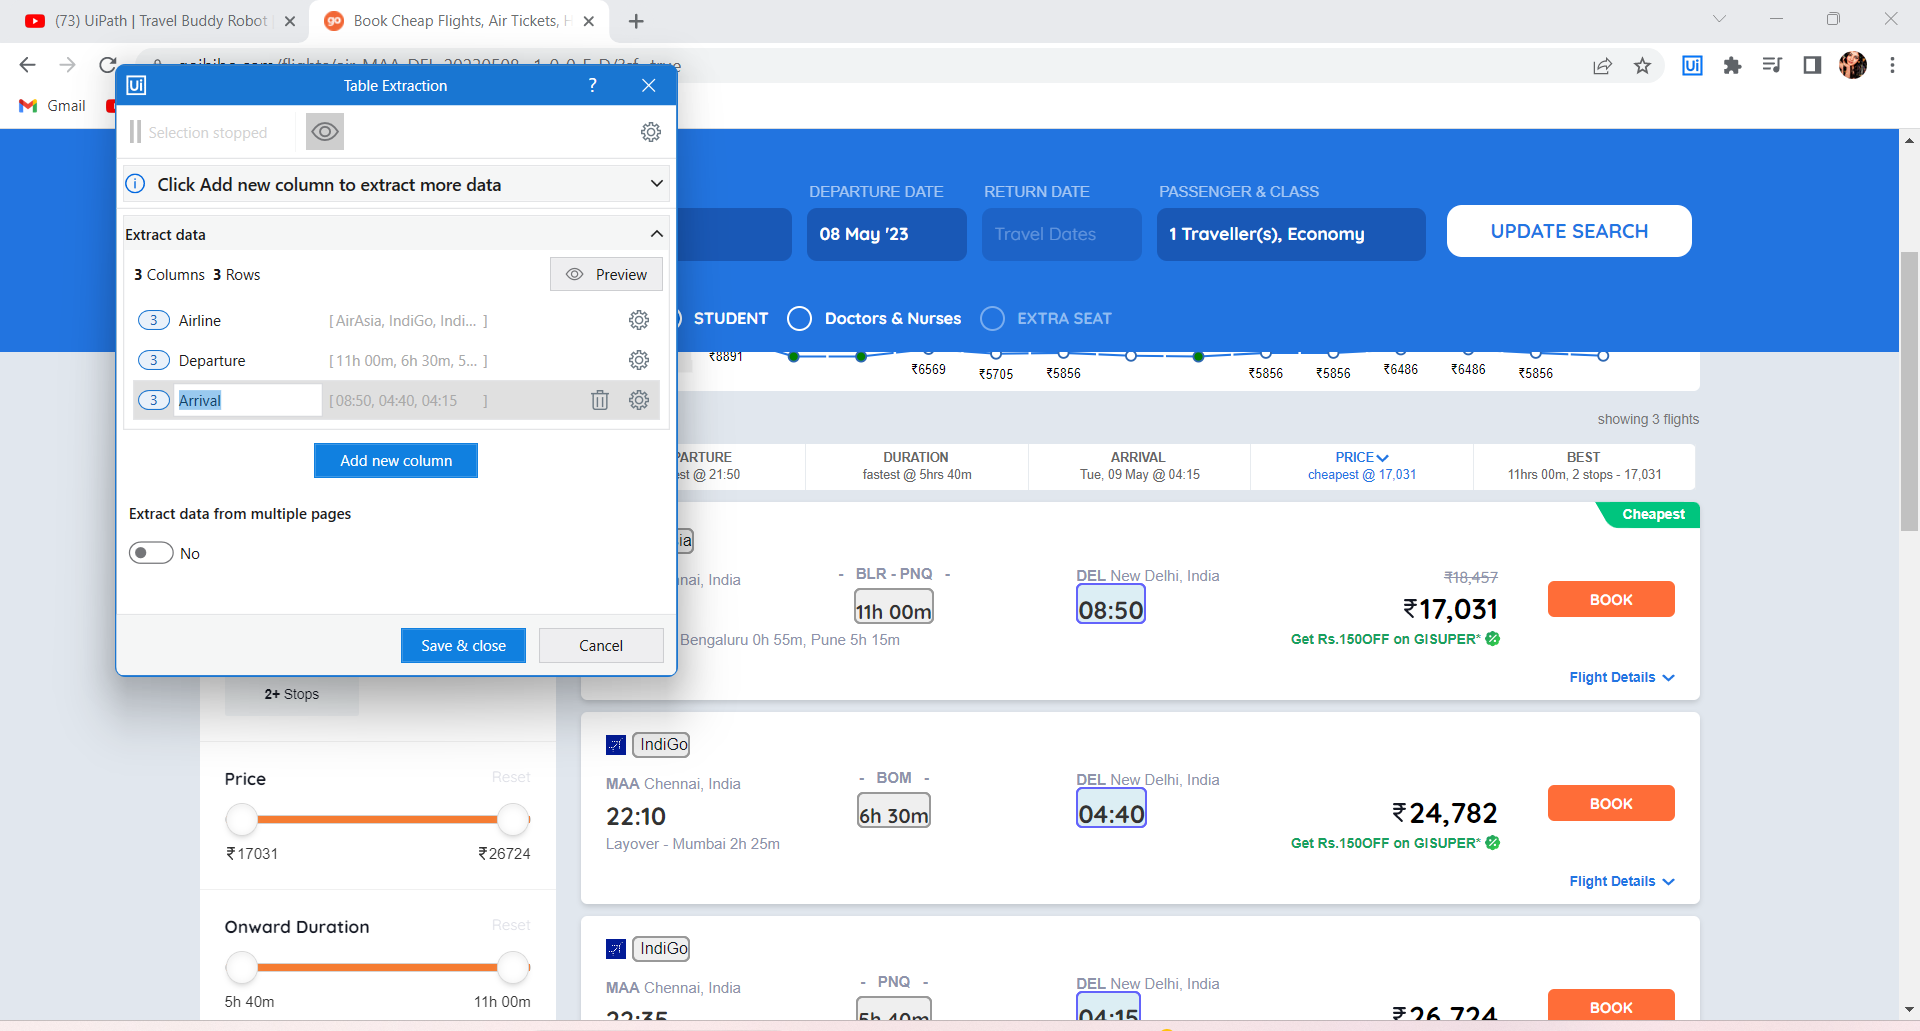 (73) UiPath | Travel Buddy Robot
go Book Cheap Flights, Air Tickets, H
Gmail
Ui Table Extraction ?
Selection stopped
Click Add new column to extract more data
Extract data
3 Columns 3 Rows Preview
3 Airline [ AirAsia, IndiGo, Indi... ]
3 Departure [ 11h 00m, 6h 30m, 5... ]
3 Arrival [ 08:50, 04:40, 04:15 ]
Add new column
Extract data from multiple pages
No
Save & close Cancel
DEPARTURE DATE RETURN DATE PASSENGER & CLASS
08 May '23 Travel Dates 1 Traveller(s), Economy UPDATE SEARCH
STUDENT Doctors & Nurses EXTRA SEAT
₹8891 ₹6569 ₹5705 ₹5856 ₹5856 ₹5856 ₹6486 ₹6486 ₹5856
showing 3 flights
PARTURE DURATION ARRIVAL PRICE BEST
est @ 21:50 fastest @ 5hrs 40m Tue, 09 May @ 04:15 cheapest @ 17,031 11hrs 00m, 2 stops - 17,031
Cheapest
ia
nai, India - BLR - PNQ - DEL New Delhi, India ₹18,457
11h 00m 08:50 ₹17,031 BOOK
Bengaluru 0h 55m, Pune 5h 15m Get Rs.150OFF on GISUPER*
Flight Details
2+ Stops
IndiGo
MAA Chennai, India - BOM - DEL New Delhi, India
22:10 6h 30m 04:40 ₹24,782 BOOK
Layover - Mumbai 2h 25m Get Rs.150OFF on GISUPER*
Flight Details
Price Reset
₹17031 ₹26724
Onward Duration Reset
5h 40m 11h 00m
IndiGo
MAA Chennai, India - PNQ - DEL New Delhi, India
22:35 5h 40m 04:15 ₹26,724 BOOK